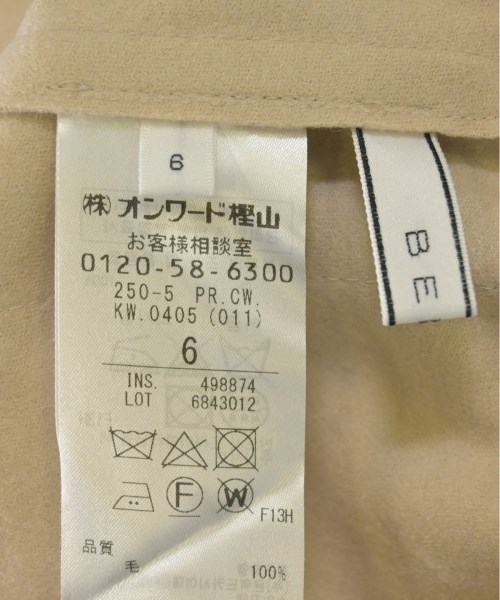 6
㈱オンワード樫山
お客様相談室
0120-58-6300
250-5 PR.CW.
KW.0405 (011)
6
INS. 498874
LOT 6843012
F W
F13H
品質
毛 100%
BE